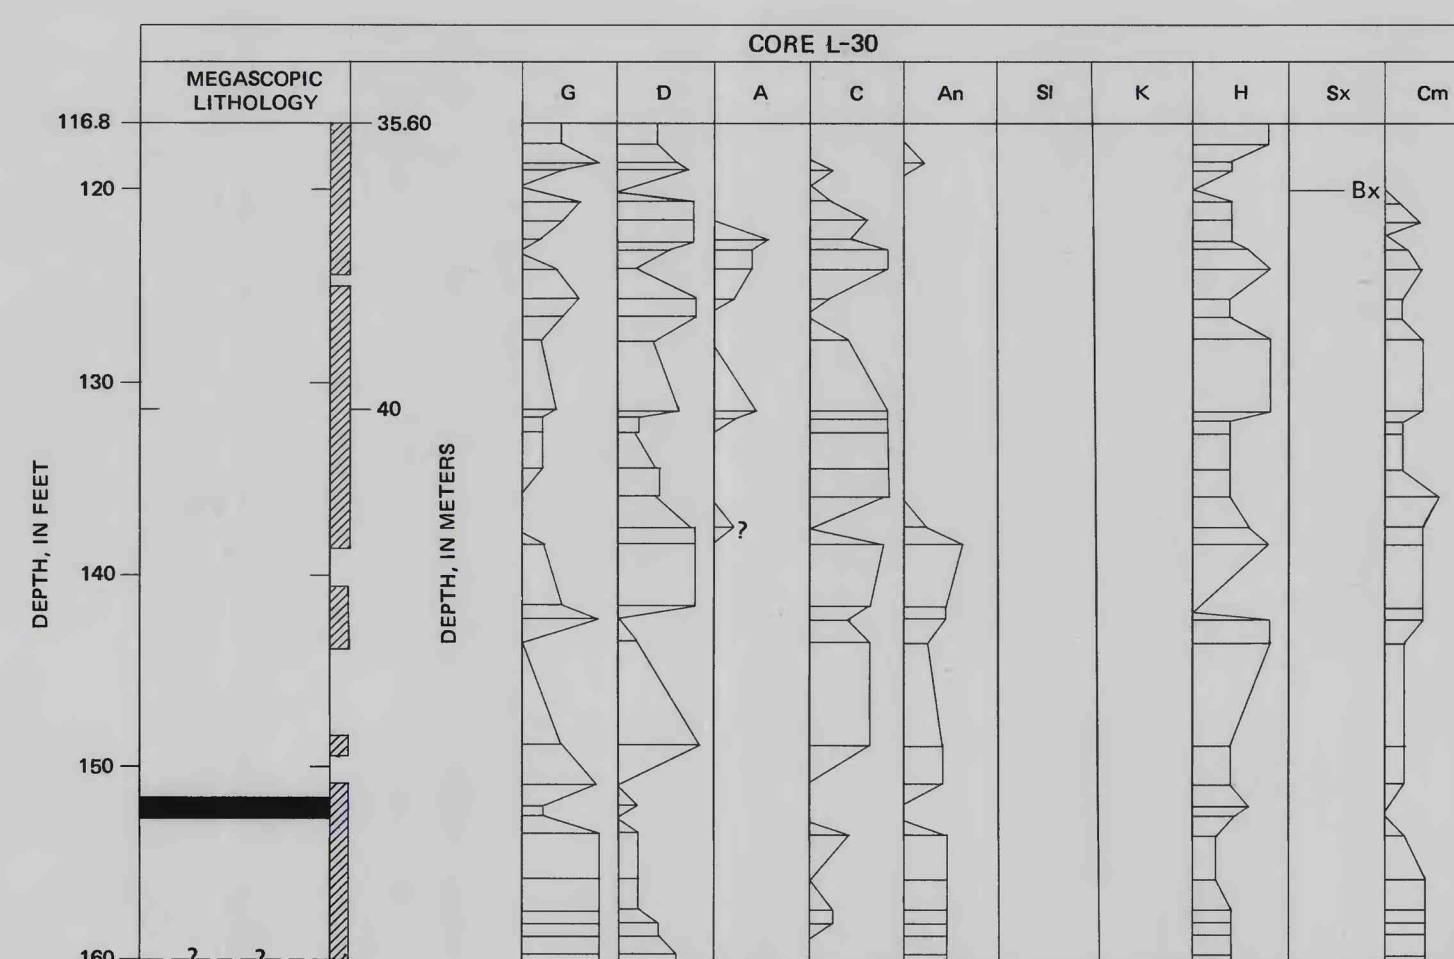 CORE L-30
MEGASCOPIC
LITHOLOGY
G D A C An Sl K H Sx Cm
116.8 35.60
120 Bx
130
40
DEPTH, IN FEET
DEPTH, IN METERS
?
140
150
160 ? ?